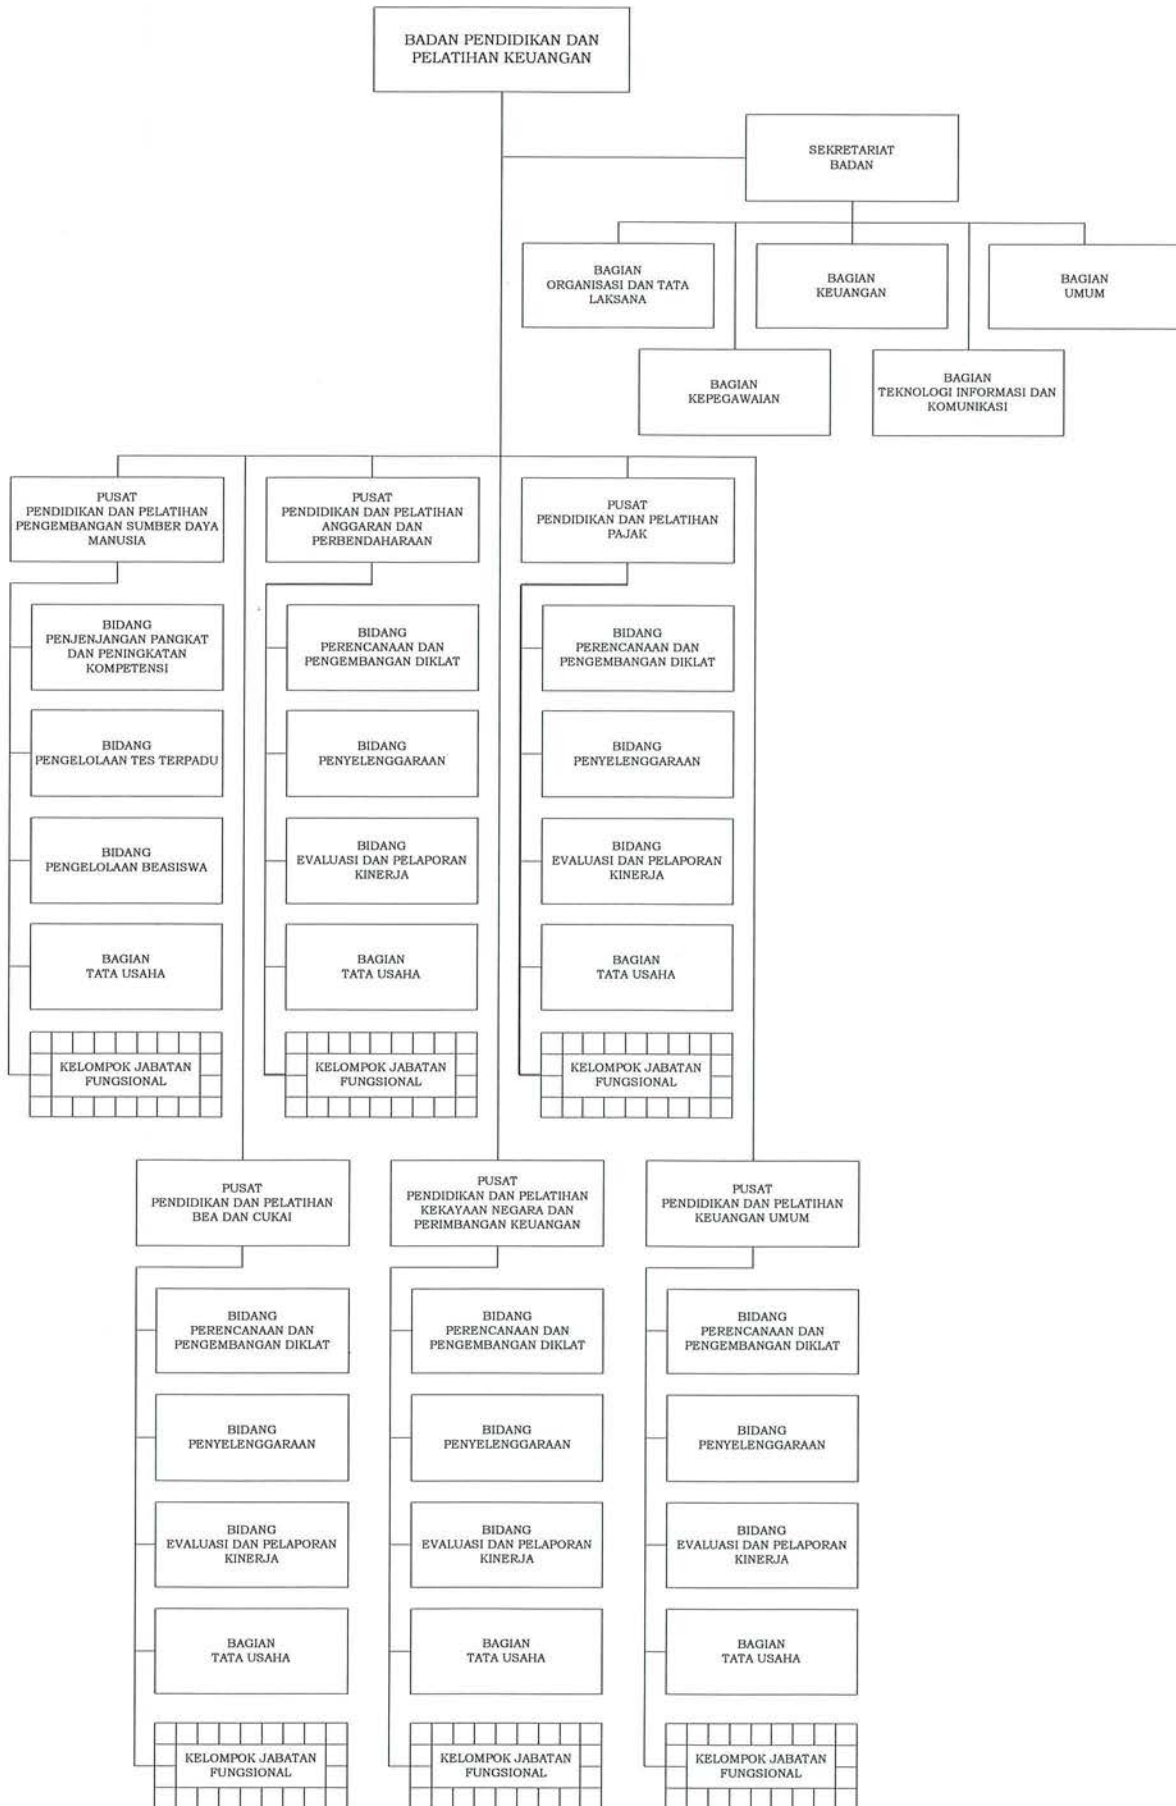 BADAN PENDIDIKAN DAN
PELATIHAN KEUANGAN
SEKRETARIAT
BADAN
BAGIAN
ORGANISASI DAN TATA
LAKSANA
BAGIAN
KEUANGAN
BAGIAN
UMUM
BAGIAN
KEPEGAWAIAN
BAGIAN
TEKNOLOGI INFORMASI DAN
KOMUNIKASI
PUSAT
PENDIDIKAN DAN PELATIHAN
PENGEMBANGAN SUMBER DAYA
MANUSIA
BIDANG
PENJENJANGAN PANGKAT
DAN PENINGKATAN
KOMPETENSI
BIDANG
PENGELOLAAN TES TERPADU
BIDANG
PENGELOLAAN BEASISWA
BAGIAN
TATA USAHA
KELOMPOK JABATAN
FUNGSIONAL
PUSAT
PENDIDIKAN DAN PELATIHAN
ANGGARAN DAN
PERBENDAHARAAN
BIDANG
PERENCANAAN DAN
PENGEMBANGAN DIKLAT
BIDANG
PENYELENGGARAAN
BIDANG
EVALUASI DAN PELAPORAN
KINERJA
BAGIAN
TATA USAHA
KELOMPOK JABATAN
FUNGSIONAL
PUSAT
PENDIDIKAN DAN PELATIHAN
PAJAK
BIDANG
PERENCANAAN DAN
PENGEMBANGAN DIKLAT
BIDANG
PENYELENGGARAAN
BIDANG
EVALUASI DAN PELAPORAN
KINERJA
BAGIAN
TATA USAHA
KELOMPOK JABATAN
FUNGSIONAL
PUSAT
PENDIDIKAN DAN PELATIHAN
BEA DAN CUKAI
BIDANG
PERENCANAAN DAN
PENGEMBANGAN DIKLAT
BIDANG
PENYELENGGARAAN
BIDANG
EVALUASI DAN PELAPORAN
KINERJA
BAGIAN
TATA USAHA
KELOMPOK JABATAN
FUNGSIONAL
PUSAT
PENDIDIKAN DAN PELATIHAN
KEKAYAAN NEGARA DAN
PERIMBANGAN KEUANGAN
BIDANG
PERENCANAAN DAN
PENGEMBANGAN DIKLAT
BIDANG
PENYELENGGARAAN
BIDANG
EVALUASI DAN PELAPORAN
KINERJA
BAGIAN
TATA USAHA
KELOMPOK JABATAN
FUNGSIONAL
PUSAT
PENDIDIKAN DAN PELATIHAN
KEUANGAN UMUM
BIDANG
PERENCANAAN DAN
PENGEMBANGAN DIKLAT
BIDANG
PENYELENGGARAAN
BIDANG
EVALUASI DAN PELAPORAN
KINERJA
BAGIAN
TATA USAHA
KELOMPOK JABATAN
FUNGSIONAL